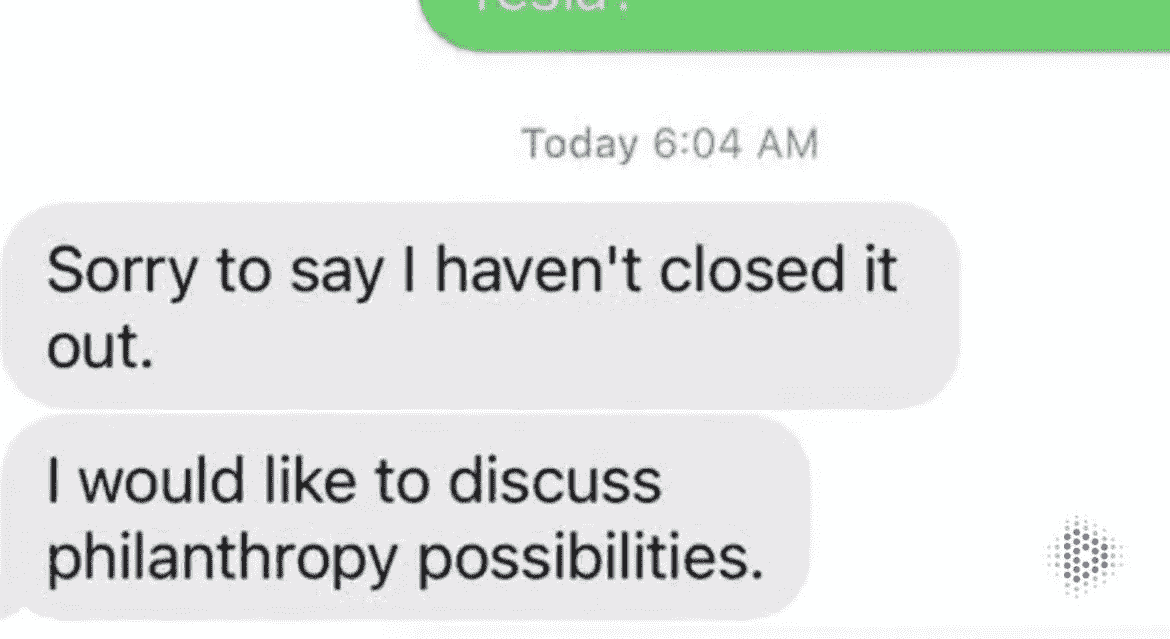 Today 6:04 AM
Sorry to say I haven't closed it
out.
I would like to discuss
philanthropy possibilities.